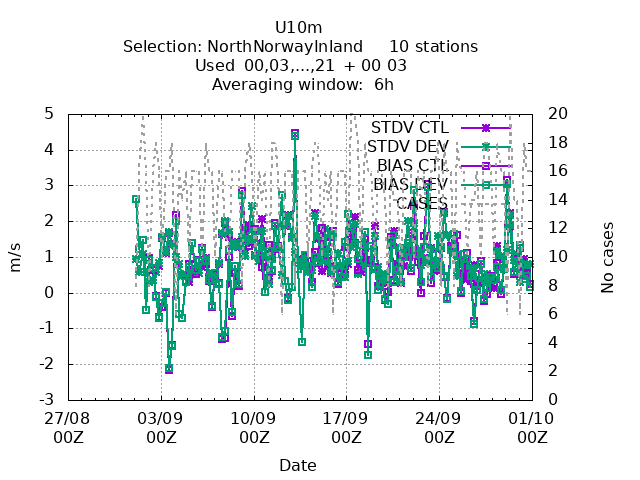 U10m
Selection: NorthNorwayInland 10 stations
Used 00,03,...,21 + 00 03
Averaging window: 6h
STDV CTL
STDV DEV
BIAS CTL
BIAS DEV
CASES
m/s
5
4
3
2
1
0
-1
-2
-3
No cases
20
18
16
14
12
10
8
6
4
2
0
27/08 03/09 10/09 17/09 24/09 01/10
00Z 00Z 00Z 00Z 00Z 00Z
Date